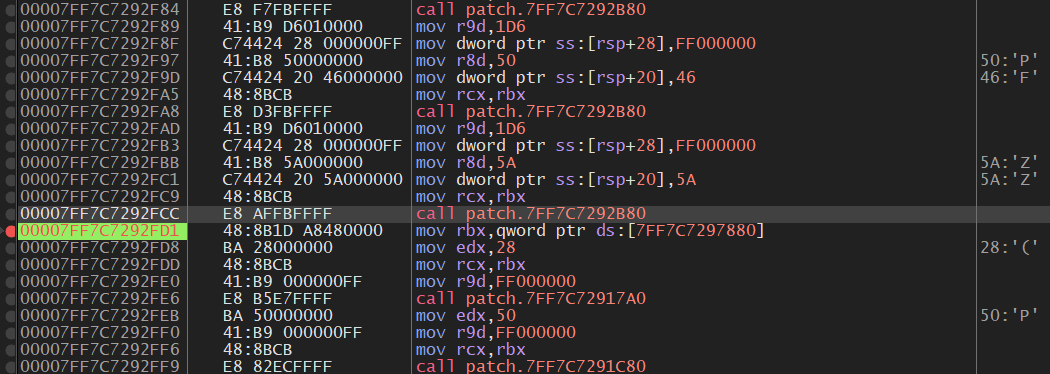 00007FF7C7292F84 E8 F7FBFFFF call patch.7FF7C7292B80
00007FF7C7292F89 41:B9 D6010000 mov r9d,1D6
00007FF7C7292F8F C74424 28 000000FF mov dword ptr ss:[rsp+28],FF000000
00007FF7C7292F97 41:B8 50000000 mov r8d,50 50:'P'
00007FF7C7292F9D C74424 20 46000000 mov dword ptr ss:[rsp+20],46 46:'F'
00007FF7C7292FA5 48:8BCB mov rcx,rbx
00007FF7C7292FA8 E8 D3FBFFFF call patch.7FF7C7292B80
00007FF7C7292FAD 41:B9 D6010000 mov r9d,1D6
00007FF7C7292FB3 C74424 28 000000FF mov dword ptr ss:[rsp+28],FF000000
00007FF7C7292FBB 41:B8 5A000000 mov r8d,5A 5A:'Z'
00007FF7C7292FC1 C74424 20 5A000000 mov dword ptr ss:[rsp+20],5A 5A:'Z'
00007FF7C7292FC9 48:8BCB mov rcx,rbx
00007FF7C7292FCC E8 AFFBFFFF call patch.7FF7C7292B80
00007FF7C7292FD1 48:8B1D A8480000 mov rbx,qword ptr ds:[7FF7C7297880]
00007FF7C7292FD8 BA 28000000 mov edx,28 28:'('
00007FF7C7292FDD 48:8BCB mov rcx,rbx
00007FF7C7292FE0 41:B9 000000FF mov r9d,FF000000
00007FF7C7292FE6 E8 B5E7FFFF call patch.7FF7C72917A0
00007FF7C7292FEB BA 50000000 mov edx,50 50:'P'
00007FF7C7292FF0 41:B9 000000FF mov r9d,FF000000
00007FF7C7292FF6 48:8BCB mov rcx,rbx
00007FF7C7292FF9 E8 82ECFFFF call patch.7FF7C7291C80